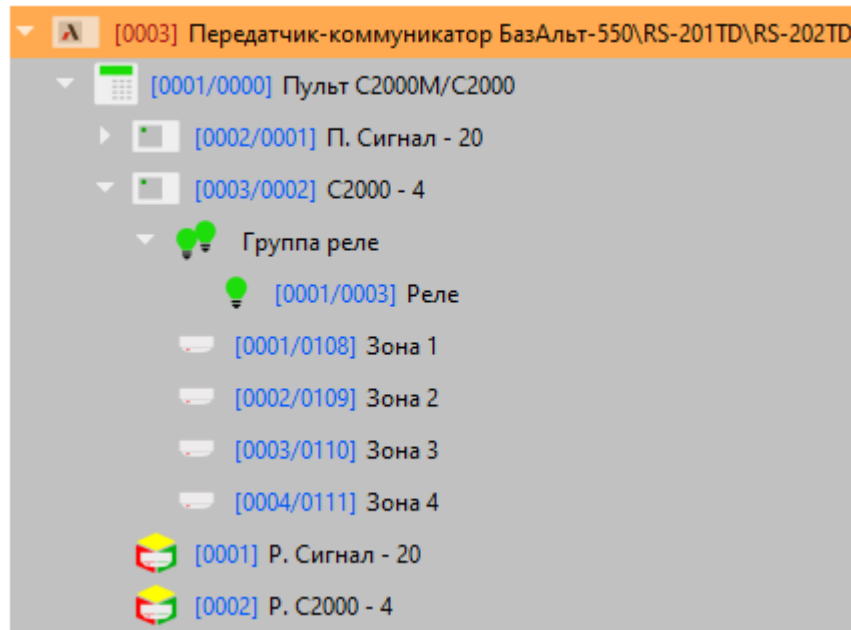 [0003] Передатчик-коммуникатор БазАльт-550\RS-201TD\RS-202TD
[0001/0000] Пульт С2000М/С2000
[0002/0001] П. Сигнал - 20
[0003/0002] С2000 - 4
Группа реле
[0001/0003] Реле
[0001/0108] Зона 1
[0002/0109] Зона 2
[0003/0110] Зона 3
[0004/0111] Зона 4
[0001] Р. Сигнал - 20
[0002] Р. С2000 - 4